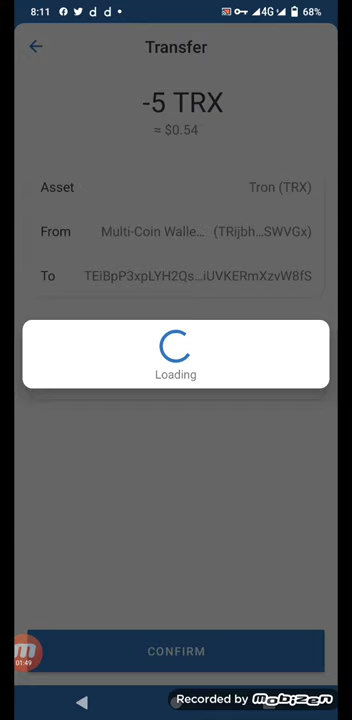 8:11
4G
68%
Transfer
-5 TRX
≈ $0.54
Asset
Tron (TRX)
From
Multi-Coin Walle... (TRijbh...SWVGx)
To
TEiBpP3xpLYH2Qs...iUVKERmXzvW8fS
Loading
01:49
CONFIRM
Recorded by MOBIZEN